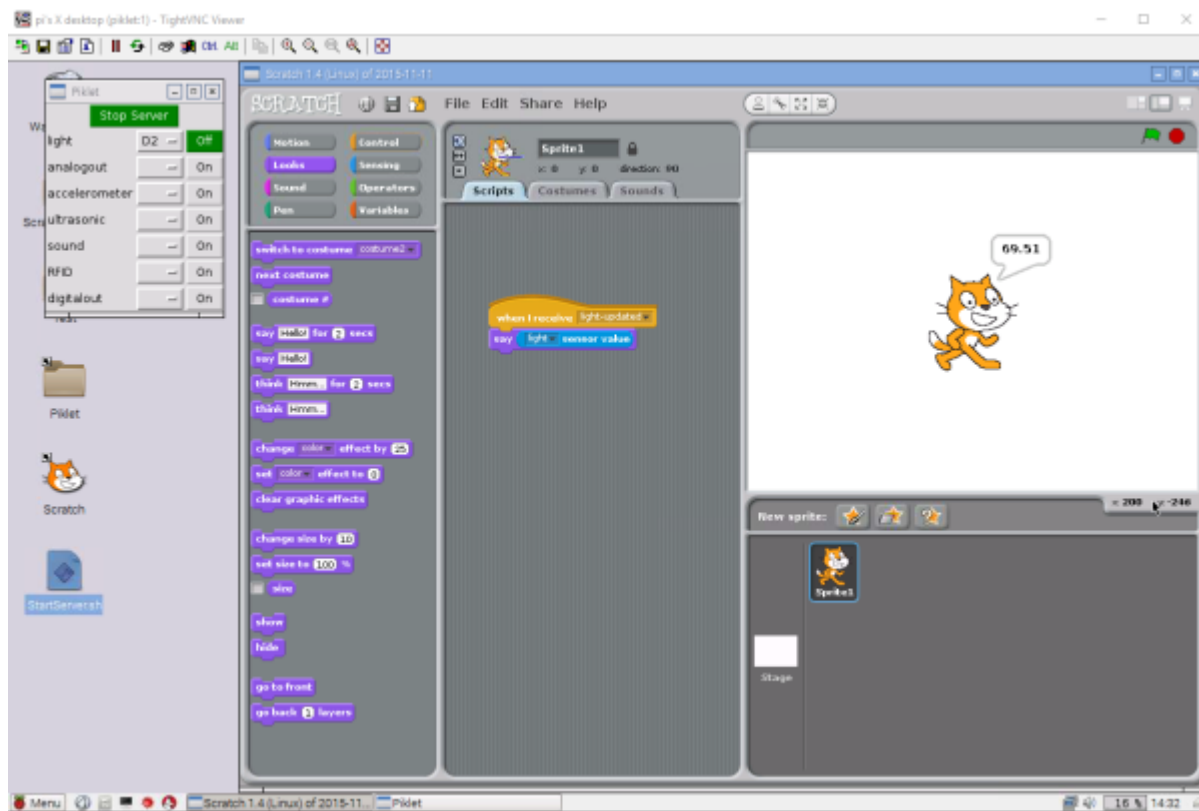 pi's X desktop (piklet:1) - TightVNC Viewer
Ctrl Alt
Piklet
Stop Server
light D2 Off
analogout On
accelerometer On
ultrasonic On
sound On
RFID On
digitalout On
Piklet
Scratch
StartServer.sh
Scratch 1.4 (Linux) of 2015-11-11
SCRATCH File Edit Share Help
Motion Control
Looks Sensing
Sound Operators
Pen Variables
switch to costume costume2
next costume
costume #
say Hello! for 2 secs
say Hello!
think Hmm... for 2 secs
think Hmm...
change color effect by 25
set color effect to 0
clear graphic effects
change size by 10
set size to 100 %
size
show
hide
go to front
go back 1 layers
Sprite1
x: 0 y: 0 direction: 90
Scripts Costumes Sounds
when I receive light-updated
say light sensor value
69.51
x: 200 y: -246
New sprite:
Sprite1
Stage
Menu Scratch 1.4 (Linux) of 2015-11... Piklet 16 % 14:32